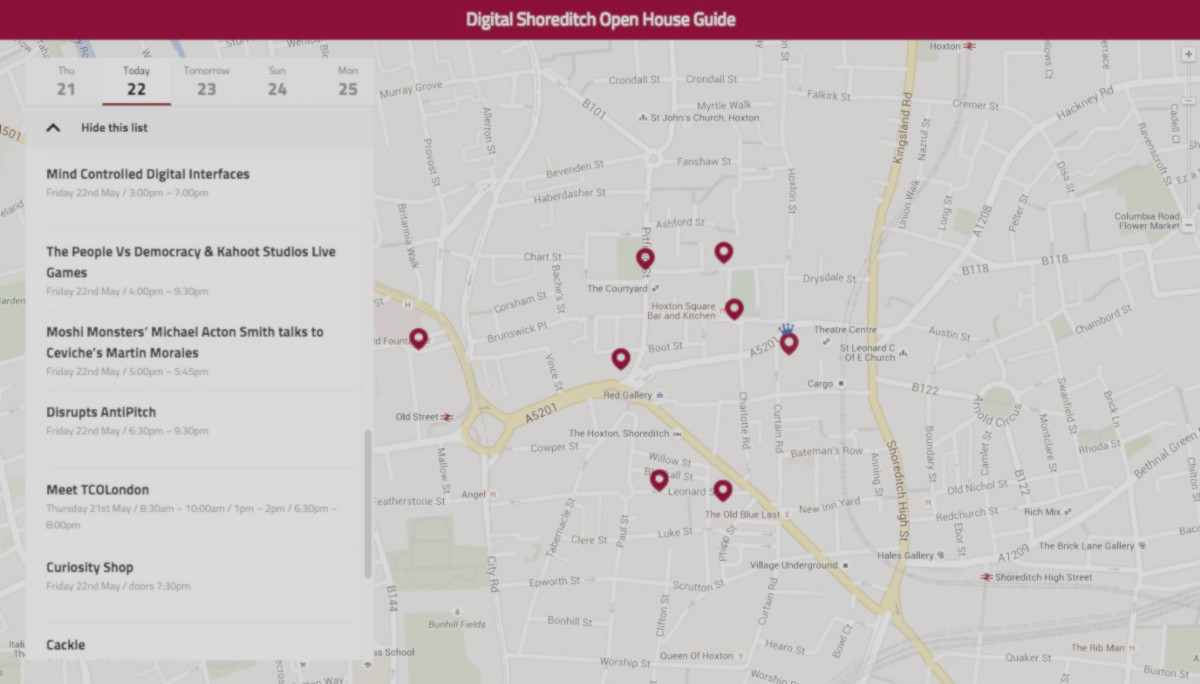 Digital Shoreditch Open House Guide
Thu
21
Today
22
Tomorrow
23
Sun
24
Mon
25
Hide this list
Mind Controlled Digital Interfaces
Friday 22nd May / 3:00pm – 7:00pm
The People Vs Democracy & Kahoot Studios Live
Games
Friday 22nd May / 4:00pm – 9:30pm
Moshi Monsters’ Michael Acton Smith talks to
Ceviche’s Martin Morales
Friday 22nd May / 5:00pm – 5:45pm
Disrupts AntiPitch
Friday 22nd May / 6:30pm – 9:30pm
Meet TCOLondon
Thursday 21st May / 8:30am – 10:00am / 1pm – 2pm / 6:30pm –
8:00pm
Curiosity Shop
Friday 22nd May / doors 7:30pm
Cackle
Hoxton
Murray Grove
Crondall St
Crondall St
Falkirk St
Cremer St
Hackney Rd
B101
Myrtle Walk
St John's Church, Hoxton
Allerton St
Provost St
Kingsland Rd
Nazrul St
Cadell Cl
Ravenscroft St
Bevenden St
Fanshaw St
Haberdasher St
Hoxton St
Union Walk
Long St
Diss St
Pelter St
A1208
Columbia Road
Flower Market
Britannia Walk
Ashford St
Pitfield St
Chart St
Bache's St
The Courtyard
Drysdale St
B118
B118
Corsham St
Hoxton Square
Bar and Kitchen
Brunswick Pl
Boot St
A5201
Theatre Centre
St Leonard C
Of E Church
Austin St
Chambord St
Vince St
Cargo
B122
Red Gallery
Old Street
A5201
Arnold Circus
Swanfield St
Brick Ln
The Hoxton, Shoreditch
Charlotte Rd
Curtain Rd
Cowper St
Willow St
Bateman's Row
Boundary St
Camlet St
Montclare St
Rhoda St
Bethnal Green
Chilton St
Mallow St
Leonard S
Anning St
B122
Old Nichol St
Featherstone St
Angel
The Old Blue Last
New Inn Yard
Shoreditch High St
Redchurch St
Rich Mix
Tabernacle St
Paul St
Luke St
Phipp St
Clere St
Ebor St
Hales Gallery
A1209
The Brick Lane Gallery
Village Underground
Shoreditch High Street
City Rd
Epworth St
Scrutton St
B144
Clifton St
Curtain Rd
Bunhill Fields
Bonhill St
Hearn St
Bowl Ct
Worship St
Queen Of Hoxton
Worship
The Rib Man
Quaker St
Buxton St